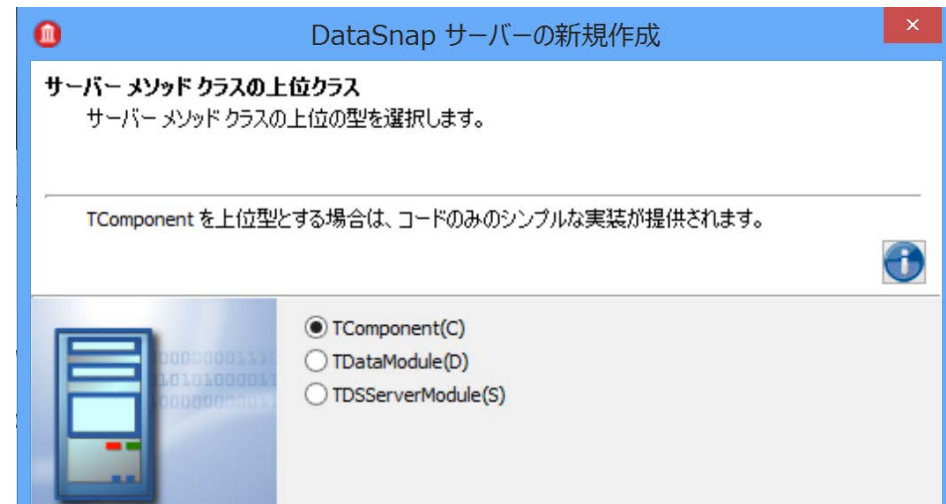 DataSnap サーバーの新規作成
サーバー メソッド クラスの上位クラス
サーバー メソッド クラスの上位の型を選択します。
TComponent を上位型とする場合は、コードのみのシンプルな実装が提供されます。
TComponent(C)
TDataModule(D)
TDSServerModule(S)